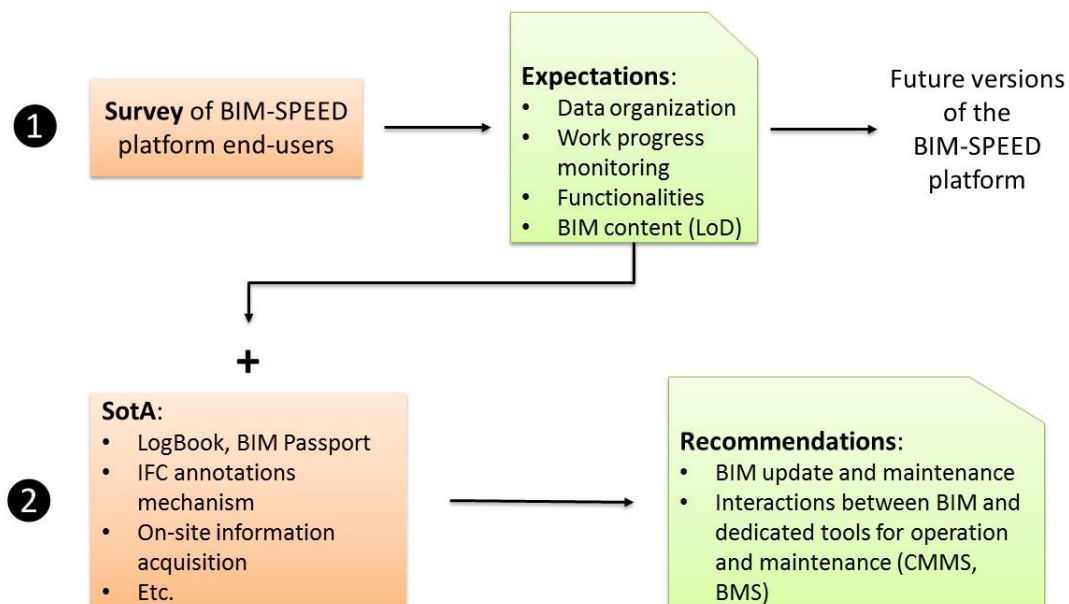 1
Survey of BIM-SPEED
platform end-users
Expectations:
• Data organization
• Work progress
monitoring
• Functionalities
• BIM content (LoD)
Future versions
of the
BIM-SPEED
platform
+
2
SotA:
• LogBook, BIM Passport
• IFC annotations
mechanism
• On-site information
acquisition
• Etc.
Recommendations:
• BIM update and maintenance
• Interactions between BIM and
dedicated tools for operation
and maintenance (CMMS,
BMS)